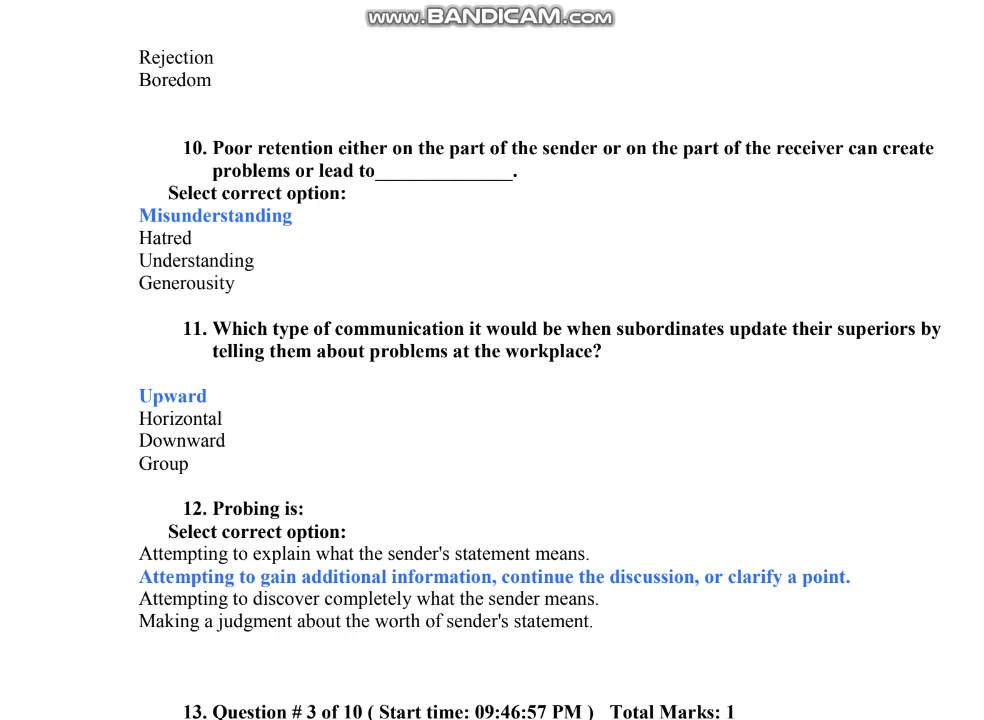 www.BANDICAM.com
Rejection
Boredom
10. Poor retention either on the part of the sender or on the part of the receiver can create
problems or lead to______________.
Select correct option:
Misunderstanding
Hatred
Understanding
Generousity
11. Which type of communication it would be when subordinates update their superiors by
telling them about problems at the workplace?
Upward
Horizontal
Downward
Group
12. Probing is:
Select correct option:
Attempting to explain what the sender's statement means.
Attempting to gain additional information, continue the discussion, or clarify a point.
Attempting to discover completely what the sender means.
Making a judgment about the worth of sender's statement.
13. Question # 3 of 10 ( Start time: 09:46:57 PM ) Total Marks: 1